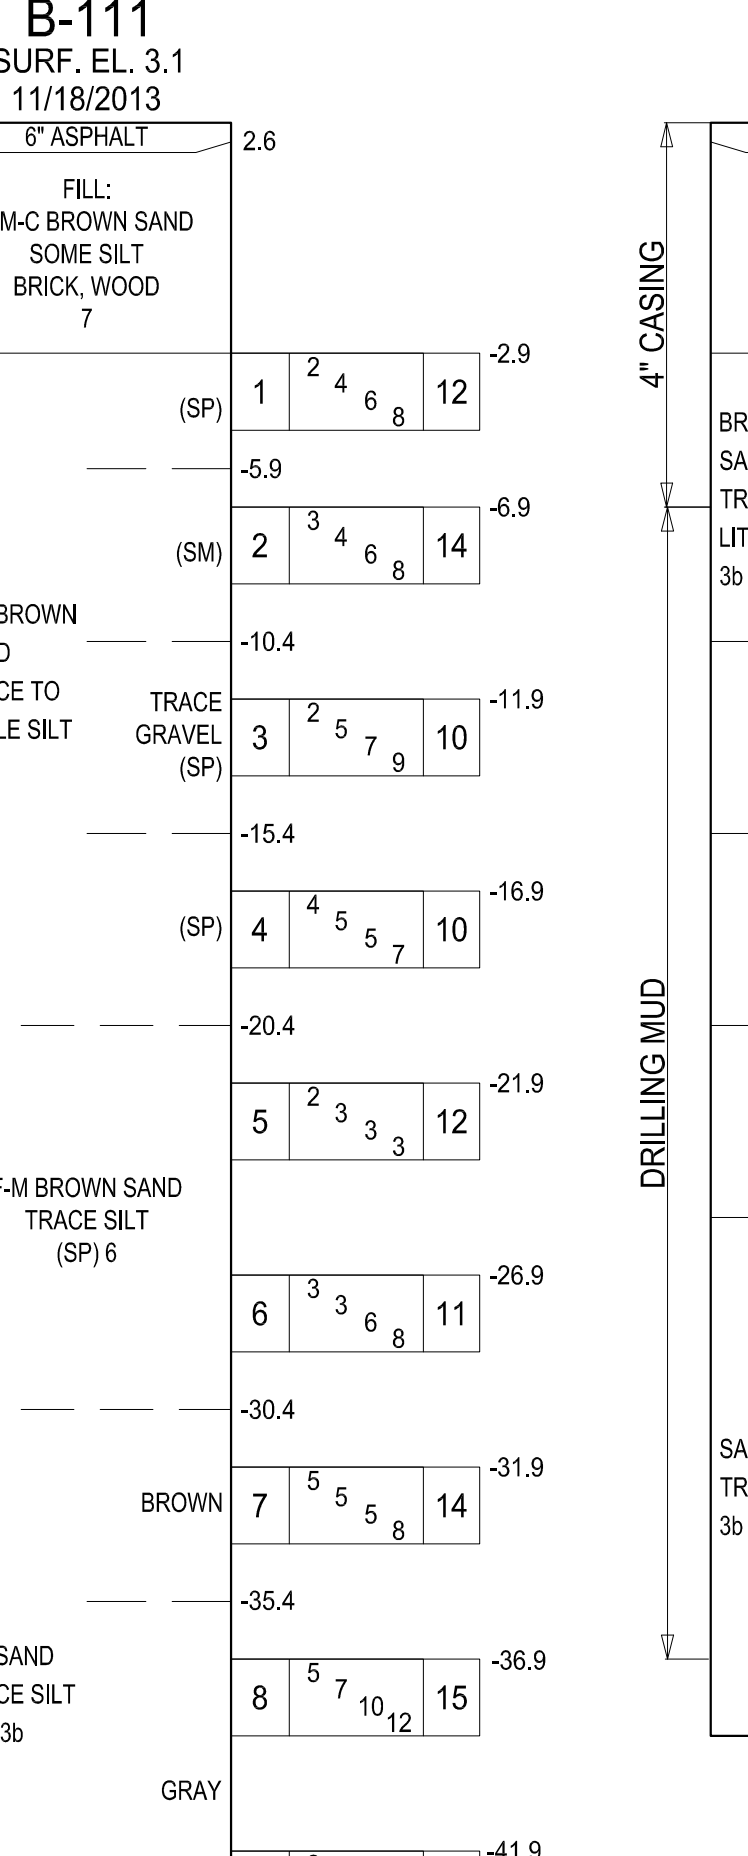 B-111
SURF. EL. 3.1
11/18/2013
6" ASPHALT
2.6
FILL:
M-C BROWN SAND
SOME SILT
BRICK, WOOD
7
-2.9
(SP)
1
2 4 6 8
12
-5.9
-6.9
(SM)
2
3 4 6 8
14
BROWN
-10.4
CE TO
LE SILT
-11.9
TRACE
GRAVEL
(SP)
3
2 5 7 9
10
-15.4
-16.9
(SP)
4
4 5 5 7
10
-20.4
-21.9
5
2 3 3 3
12
F-M BROWN SAND
TRACE SILT
(SP) 6
-26.9
6
3 3 6 8
11
-30.4
-31.9
BROWN
7
5 5 5 8
14
-35.4
-36.9
SAND
CE SILT
3b
8
5 7 10 12
15
GRAY
-41.9
4" CASING
DRILLING MUD
BR
SA
TR
LIT
3b
SA
TR
3b